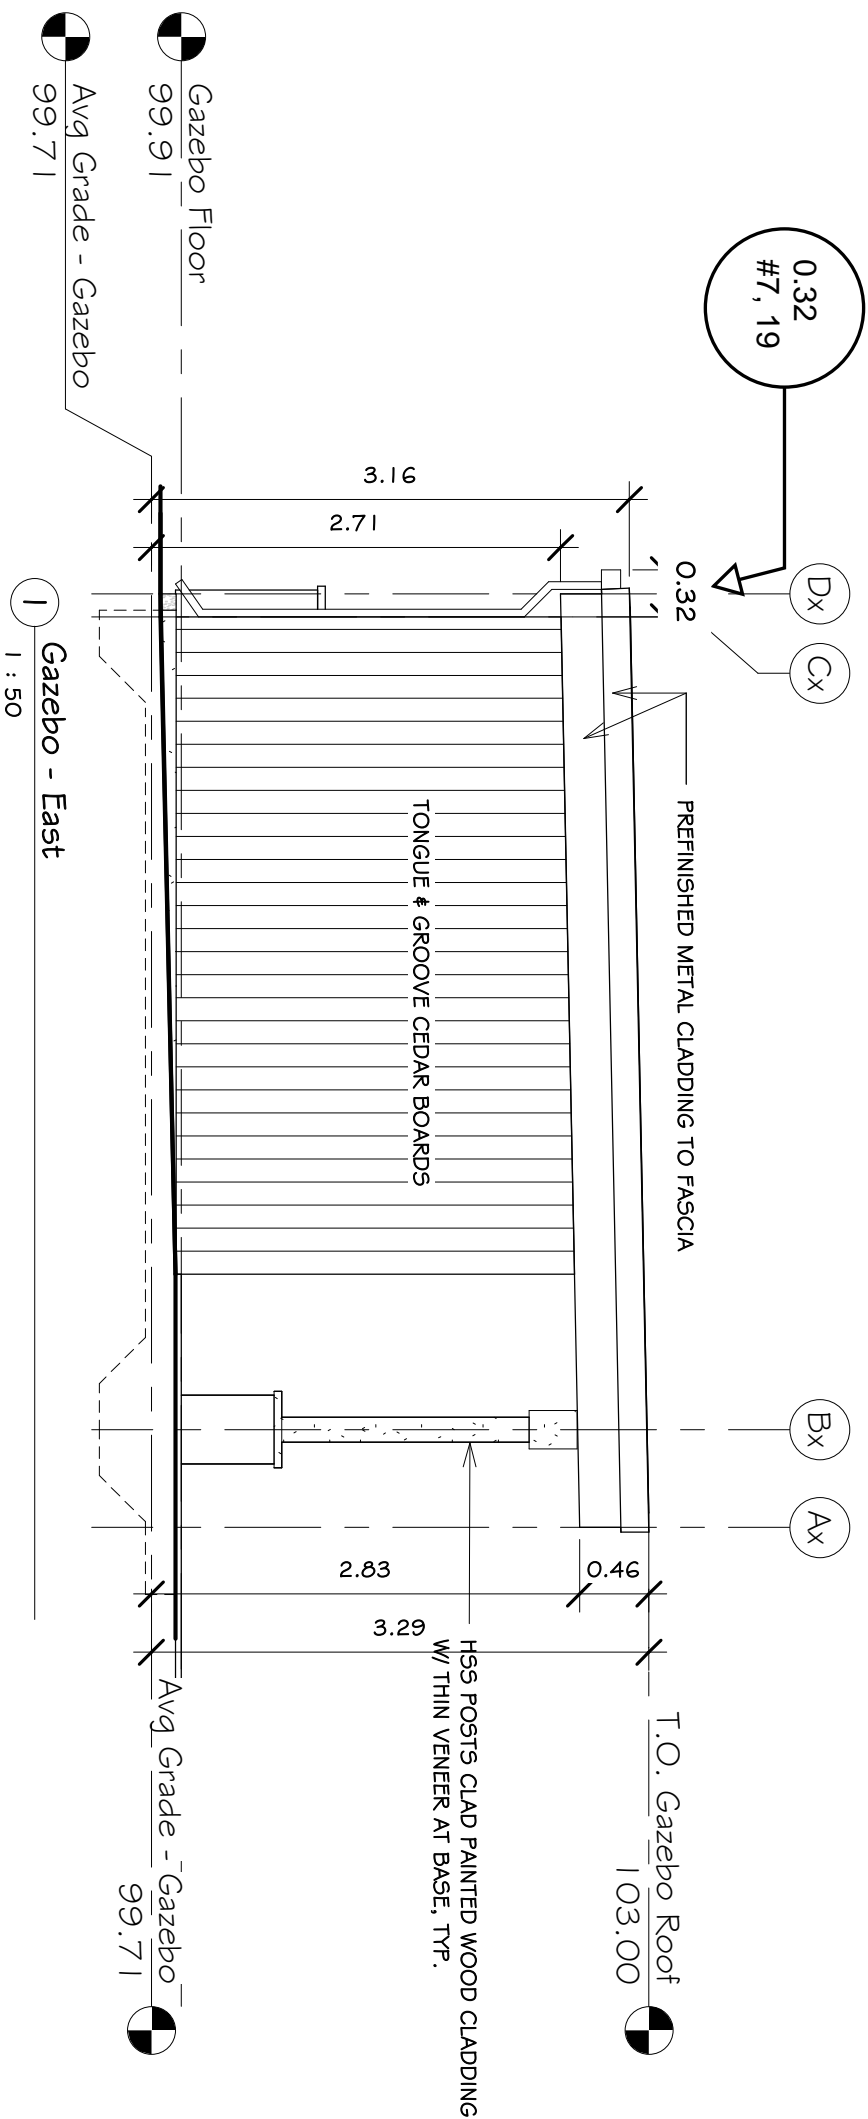 0.32
#7, 19
Dx
Cx
Bx
Ax
0.32
PREFINISHED METAL CLADDING TO FASCIA
T.O. Gazebo Roof
103.00
3.16
2.71
0.46
2.83
3.29
TONGUE & GROOVE CEDAR BOARDS
HSS POSTS CLAD PAINTED WOOD CLADDING
W/ THIN VENEER AT BASE, TYP.
Gazebo Floor
99.91
Avg Grade - Gazebo
99.71
Avg Grade - Gazebo
99.71
1
Gazebo - East
1 : 50